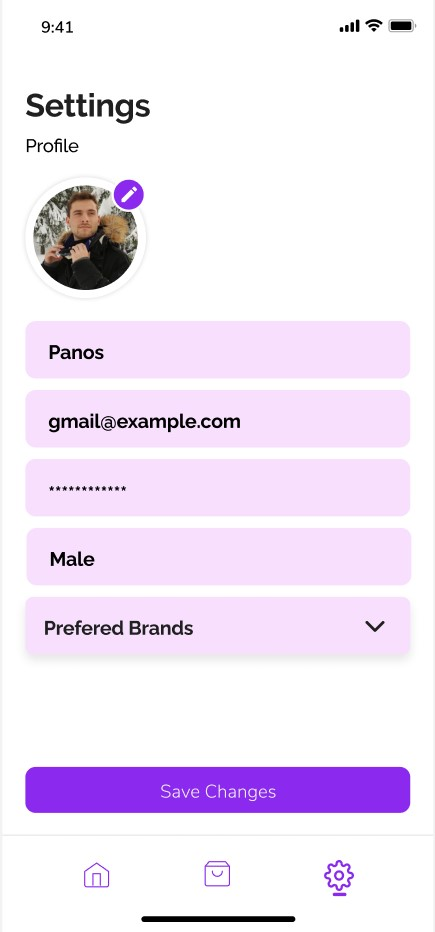 9:41
Settings
Profile
Panos
gmail@example.com
************
Male
Prefered Brands
Save Changes